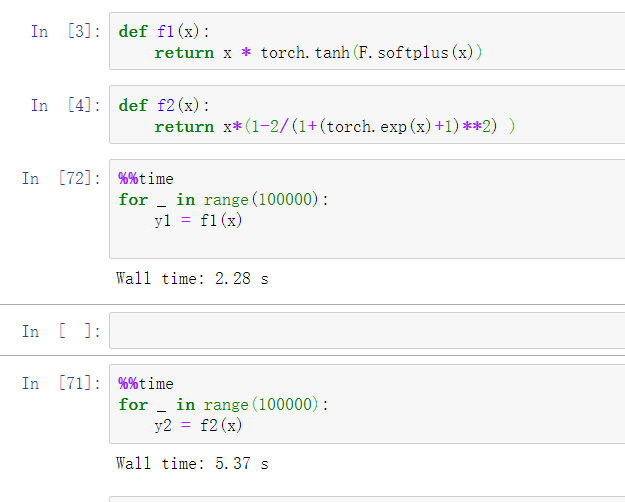 In [3]: def f1(x):
return x * torch.tanh(F.softplus(x))
In [4]: def f2(x):
return x*(1-2/(1+(torch.exp(x)+1)**2) )
In [72]: %%time
for _ in range(100000):
y1 = f1(x)
Wall time: 2.28 s
In [ ]:
In [71]: %%time
for _ in range(100000):
y2 = f2(x)
Wall time: 5.37 s